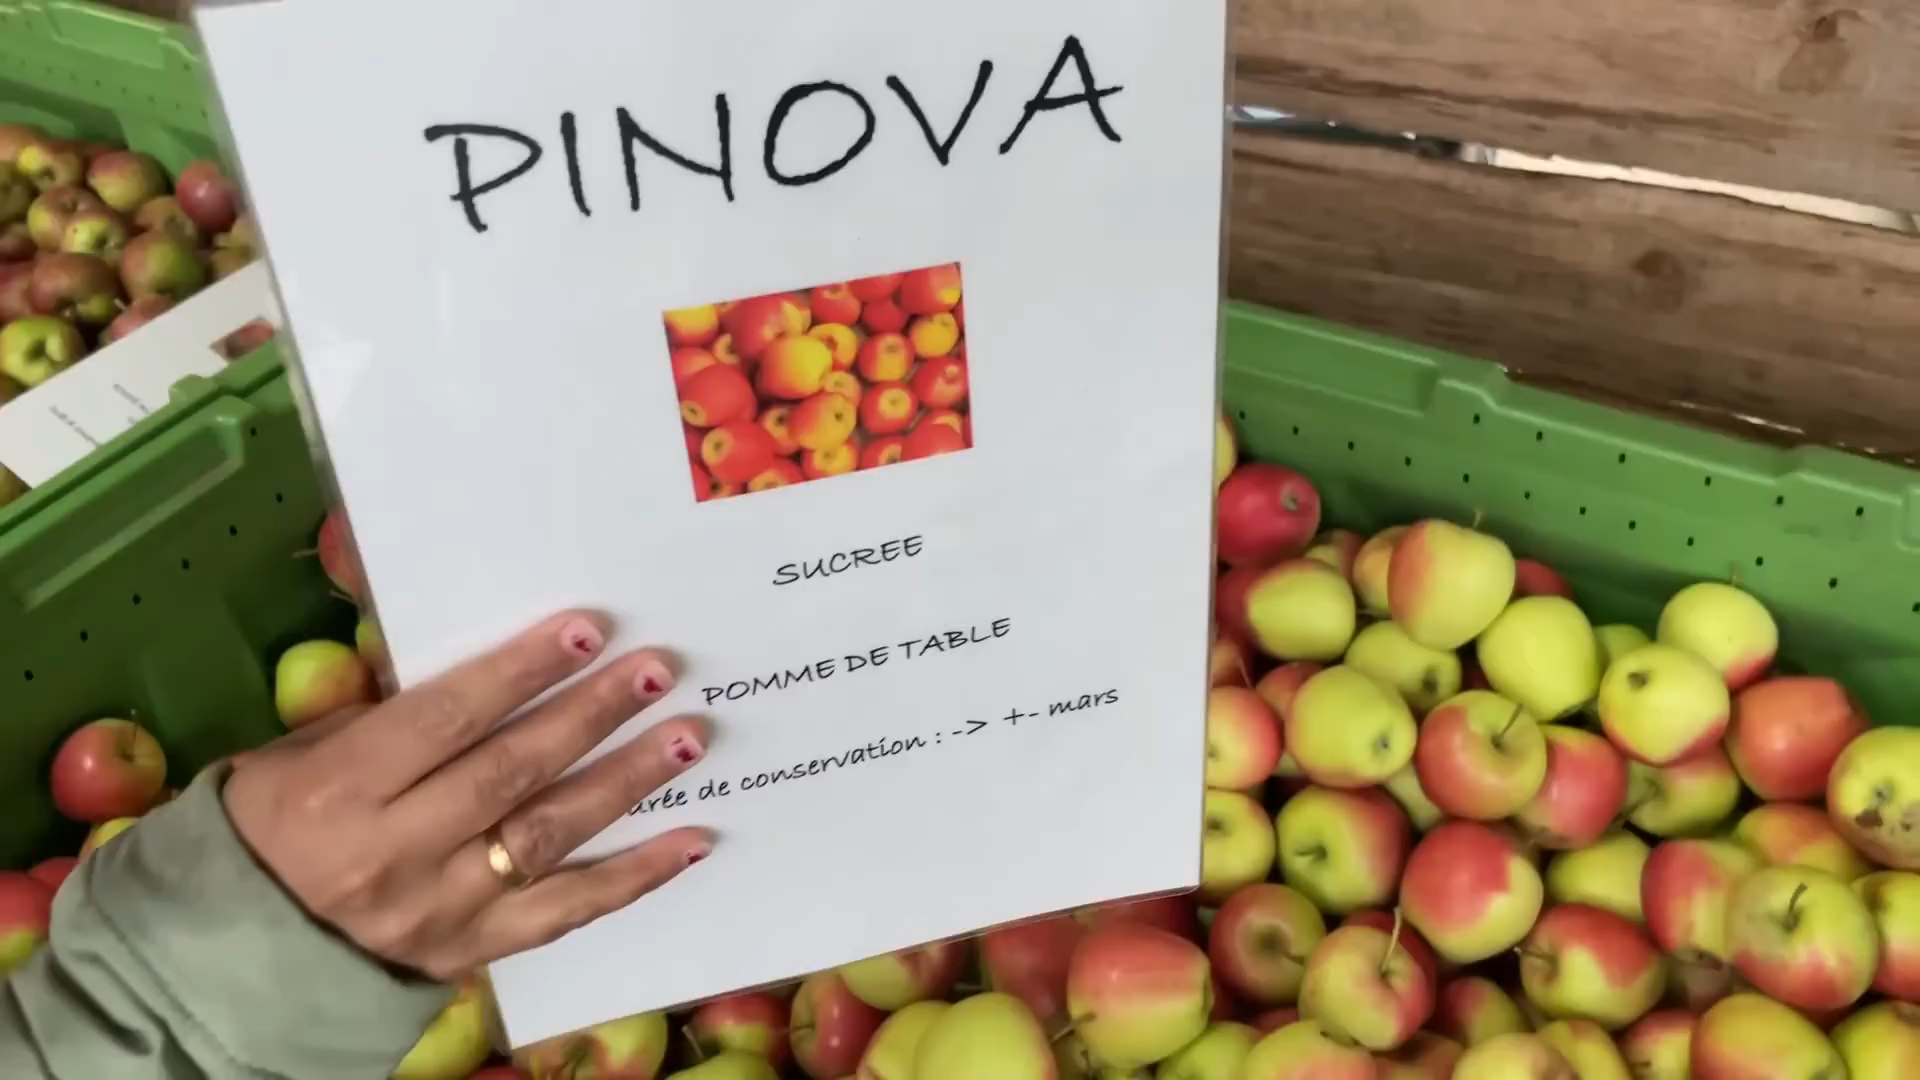 PINOVA
SUCREE
POMME DE TABLE
urée de conservation : -> +- mars